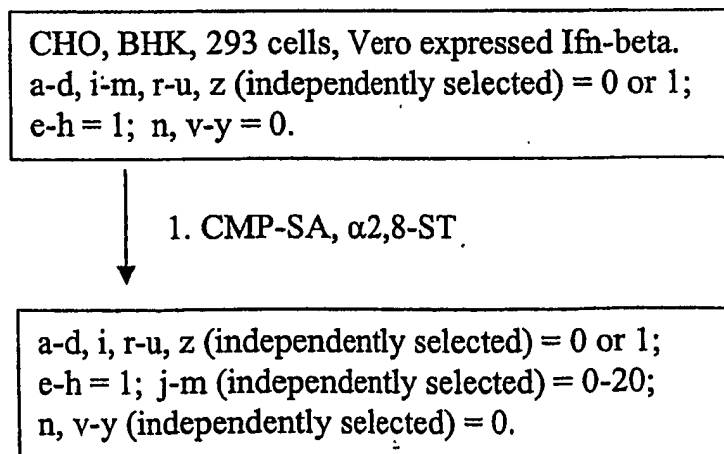 CHO, BHK, 293 cells, Vero expressed Ifn-beta.
a-d, i-m, r-u, z (independently selected) = 0 or 1;
e-h = 1; n, v-y = 0.
1. CMP-SA, α2,8-ST
a-d, i, r-u, z (independently selected) = 0 or 1;
e-h = 1; j-m (independently selected) = 0-20;
n, v-y (independently selected) = 0.